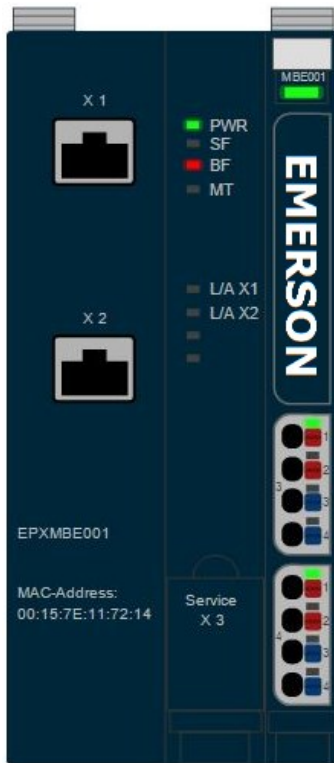 MBE001
X 1
PWR
SF
BF
MT
EMERSON
L/A X1
L/A X2
X 2
1
2
3
3
4
EPXMBE001
MAC-Address:
00:15:7E:11:72:14
Service
X 3
1
2
4
3
4